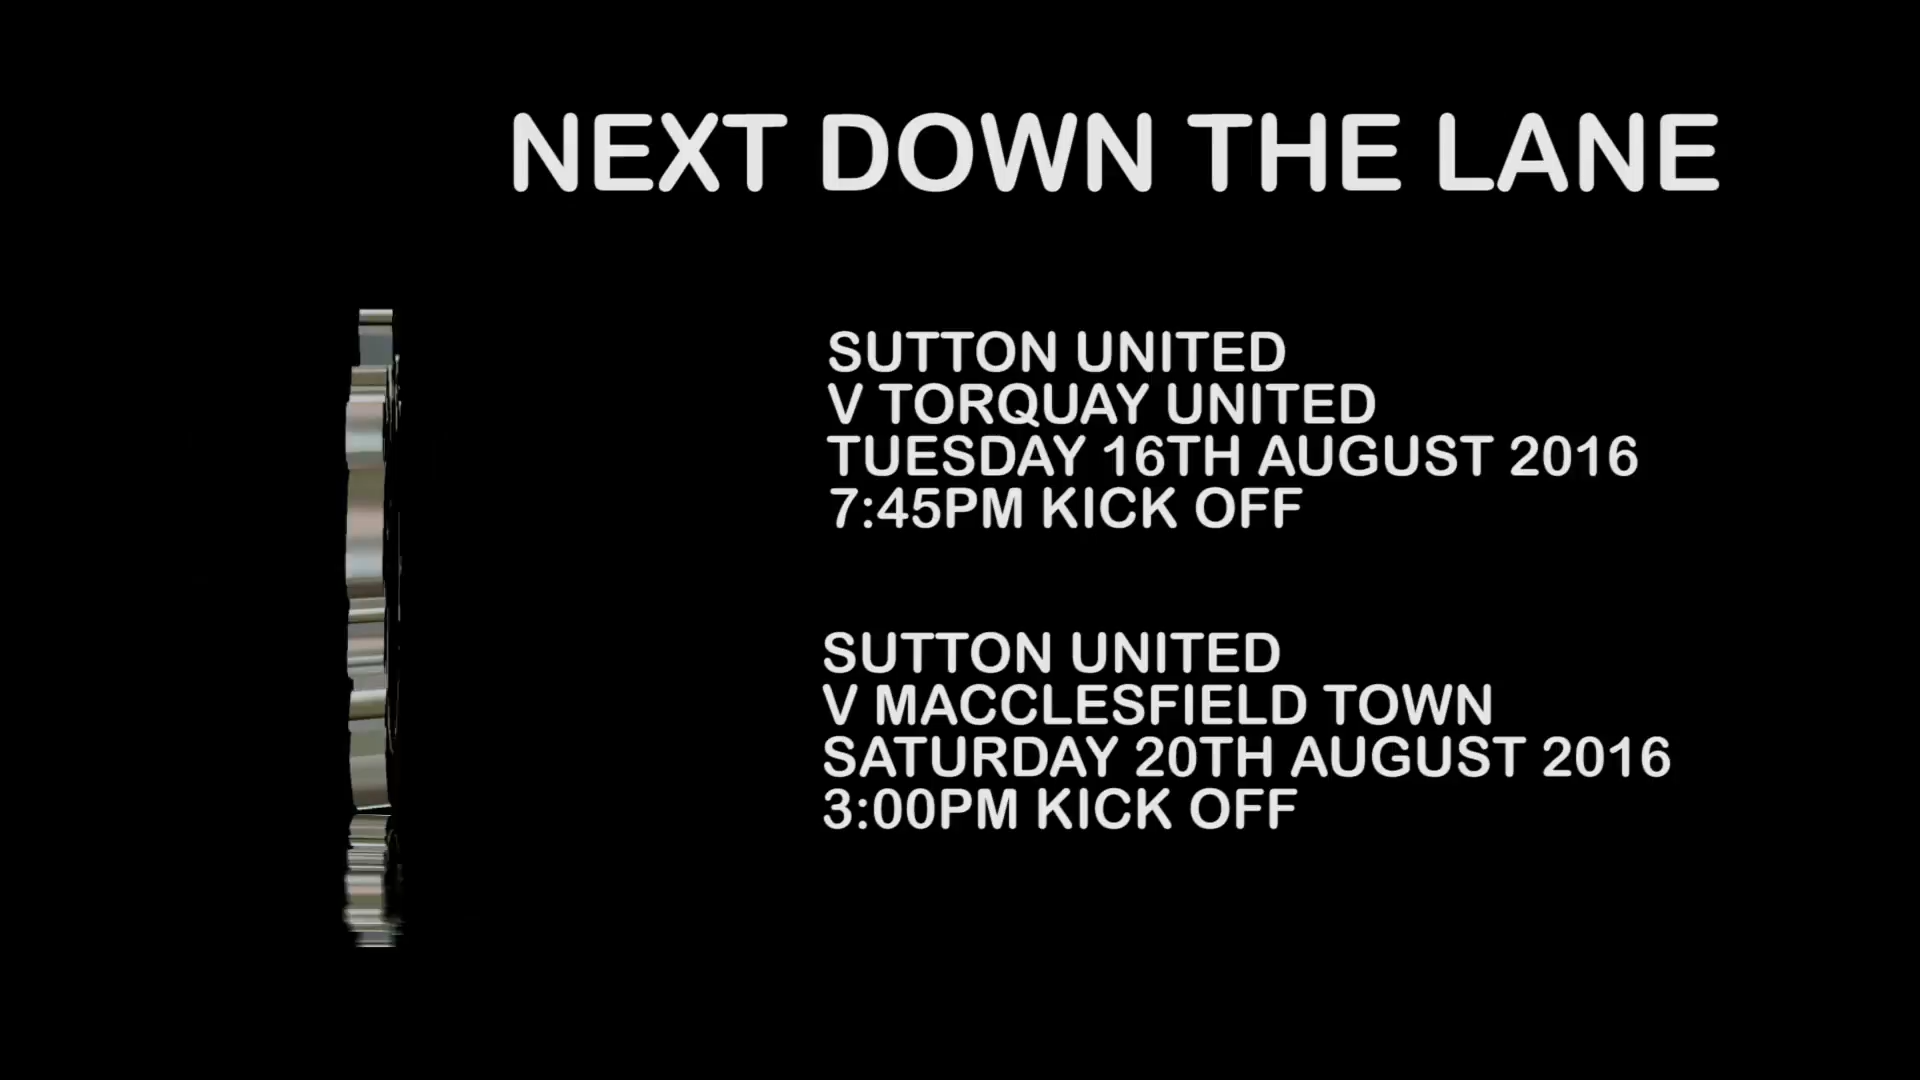 NEXT DOWN THE LANE
SUTTON UNITED
V TORQUAY UNITED
TUESDAY 16TH AUGUST 2016
7:45PM KICK OFF
SUTTON UNITED
V MACCLESFIELD TOWN
SATURDAY 20TH AUGUST 2016
3:00PM KICK OFF